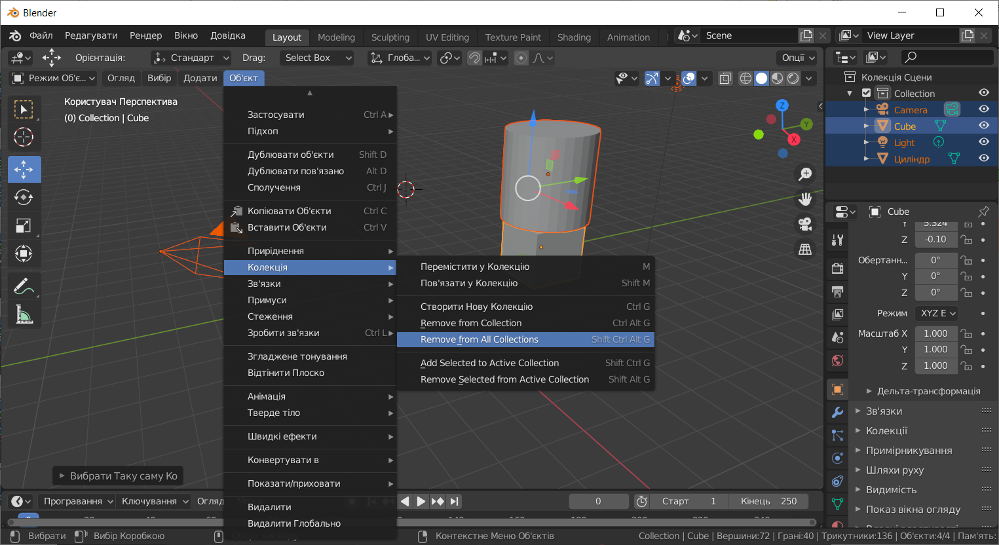 Blender
Файл Редагувати Рендер Вікно Довідка Layout Modeling Sculpting UV Editing Texture Paint Shading Animation Scene View Layer
Орієнтація: Стандарт Drag: Select Box Глоба... Опції
Режим Об'є... Огляд Вибір Додати Об'єкт
Користувач Перспектива
(0) Collection | Cube
Застосувати Ctrl A
Підхоп
Дублювати об'єкти Shift D
Дублювати пов'язано Alt D
Сполучення Ctrl J
Копіювати Об'єкти Ctrl C
Вставити Об'єкти Ctrl V
Приріднення
Колекція
Зв'язки
Примуси
Стеження
Зробити зв'язки Ctrl L
Згладжене тонування
Відтінити Плоско
Анімація
Тверде тіло
Швидкі ефекти
Конвертувати в
Показати/приховати
Видалити
Видалити Глобально
Перемістити у Колекцію M
Пов'язати у Колекцію Shift M
Створити Нову Колекцію Ctrl G
Remove from Collection Ctrl Alt G
Remove from All Collections Shift Ctrl Alt G
Add Selected to Active Collection Shift Ctrl G
Remove Selected from Active Collection Shift Alt G
Z
Y
X
Колекція Сцени
Collection
Camera
Cube
Light
Циліндр
Cube
Y 5.324
Z -0.10
Обертанн... 0°
Y 0°
Z 0°
Режим XYZ E
Масштаб X 1.000
Y 1.000
Z 1.000
Дельта-трансформація
Зв'язки
Колекції
Примірникування
Шляхи руху
Видимість
Показ вікна огляду
Вибрати Таку саму Ко
Програвання Ключування Огляд 0 Старт 1 Кінець 250
Вибрати Вибір Коробкою Контекстне Меню Об'єктів Collection | Cube | Вершини:72 | Грані:40 | Трикутники:136 | Об'єкти:4/4 | Пам'ять: